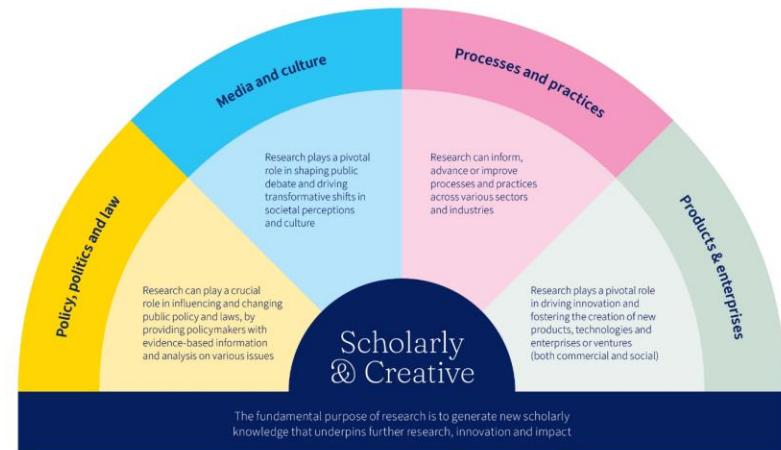 Policy, politics and law
Research can play a crucial
role in influencing and changing
public policy and laws, by
providing policymakers with
evidence-based information
and analysis on various issues
Media and culture
Research plays a pivotal
role in shaping public
debate and driving
transformative shifts in
societal perceptions
and culture
Processes and practices
Research can inform,
advance or improve
processes and practices
across various sectors
and industries
Products & enterprises
Research plays a pivotal role
in driving innovation and
fostering the creation of new
products, technologies and
enterprises or ventures
(both commercial and social)
Scholarly
& Creative
The fundamental purpose of research is to generate new scholarly
knowledge that underpins further research, innovation and impact